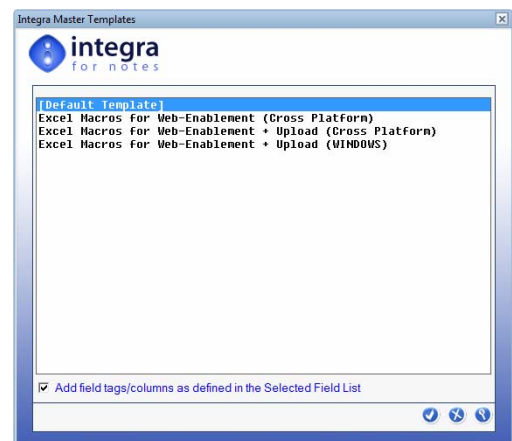 Integra Master Templates
integra
for notes
[Default Template]
Excel Macros for Web-Enablement (Cross Platform)
Excel Macros for Web-Enablement + Upload (Cross Platform)
Excel Macros for Web-Enablement + Upload (WINDOWS)
Add field tags/columns as defined in the Selected Field List